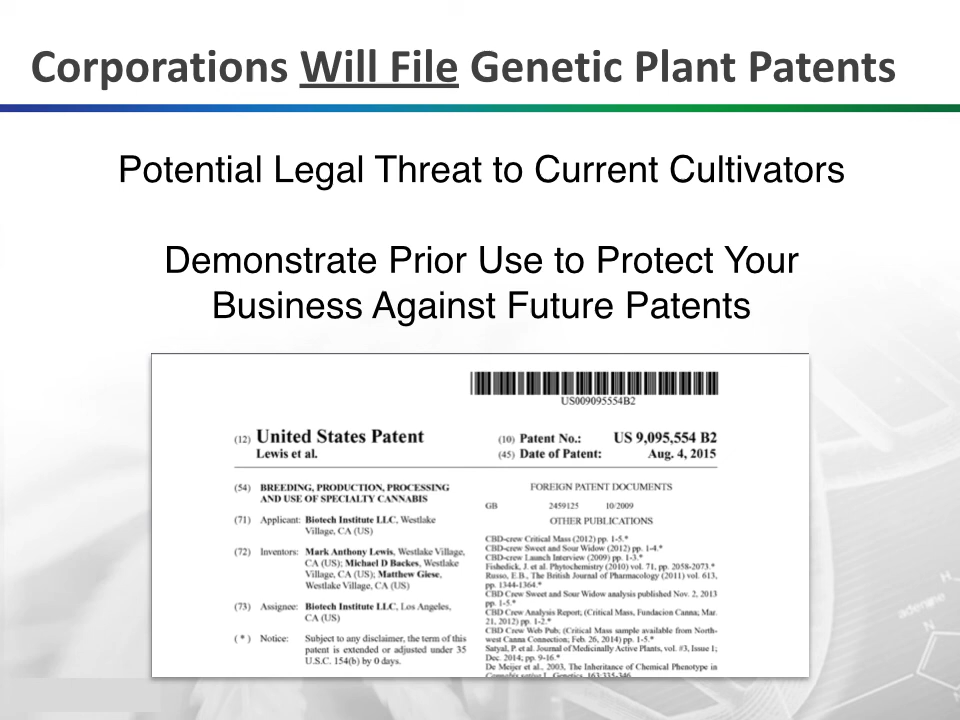 Corporations Will File Genetic Plant Patents
Potential Legal Threat to Current Cultivators
Demonstrate Prior Use to Protect Your
Business Against Future Patents
US009095554B2
(12) United States Patent
Lewis et al.
(10) Patent No.: US 9,095,554 B2
(45) Date of Patent: Aug. 4, 2015
(54) BREEDING, PRODUCTION, PROCESSING
AND USE OF SPECIALTY CANNABIS
(71) Applicant: Biotech Institute LLC, Westlake
Village, CA (US)
(72) Inventors: Mark Anthony Lewis, Westlake Village,
CA (US); Michael D Backes, Westlake
Village, CA (US); Matthew Giese,
Westlake Village, CA (US)
(73) Assignee: Biotech Institute LLC, Los Angeles,
CA (US)
( * ) Notice: Subject to any disclaimer, the term of this
patent is extended or adjusted under 35
U.S.C. 154(b) by 0 days.
FOREIGN PATENT DOCUMENTS
GB 2459125 10/2009
OTHER PUBLICATIONS
CBD-crew Critical Mass (2012) pp. 1-5.*
CBD-crew Sweet and Sour Widow (2012) pp. 1-4.*
CBD-crew Launch Interview (2009) pp. 1-3.*
Fishedick, J. et al. Phytochemistry (2010) vol. 71, pp. 2058-2073.*
Russo, E.B., The British Journal of Pharmacology (2011) vol. 613,
pp. 1344-1364.*
CBD Crew Sweet and Sour Widow analysis published Nov. 2, 2013
pp. 1-5.*
CBD Crew Analysis Report; (Critical Mass, Fundacion Canna; Mar.
21, 2012) pp. 1-2.*
CBD Crew Web Pub; (Critical Mass sample available from North-
west Canna Connection; Feb. 26, 2014) pp. 1-5.*
Satyal, P. et al. Journal of Medicinally Active Plants, vol. #3, Issue 1;
Dec. 2014; pp. 9-16.*
De Meijer et al., 2003, The Inheritance of Chemical Phenotype in
Cannabis sativa L. Genetics, 163:335-346.
adenine